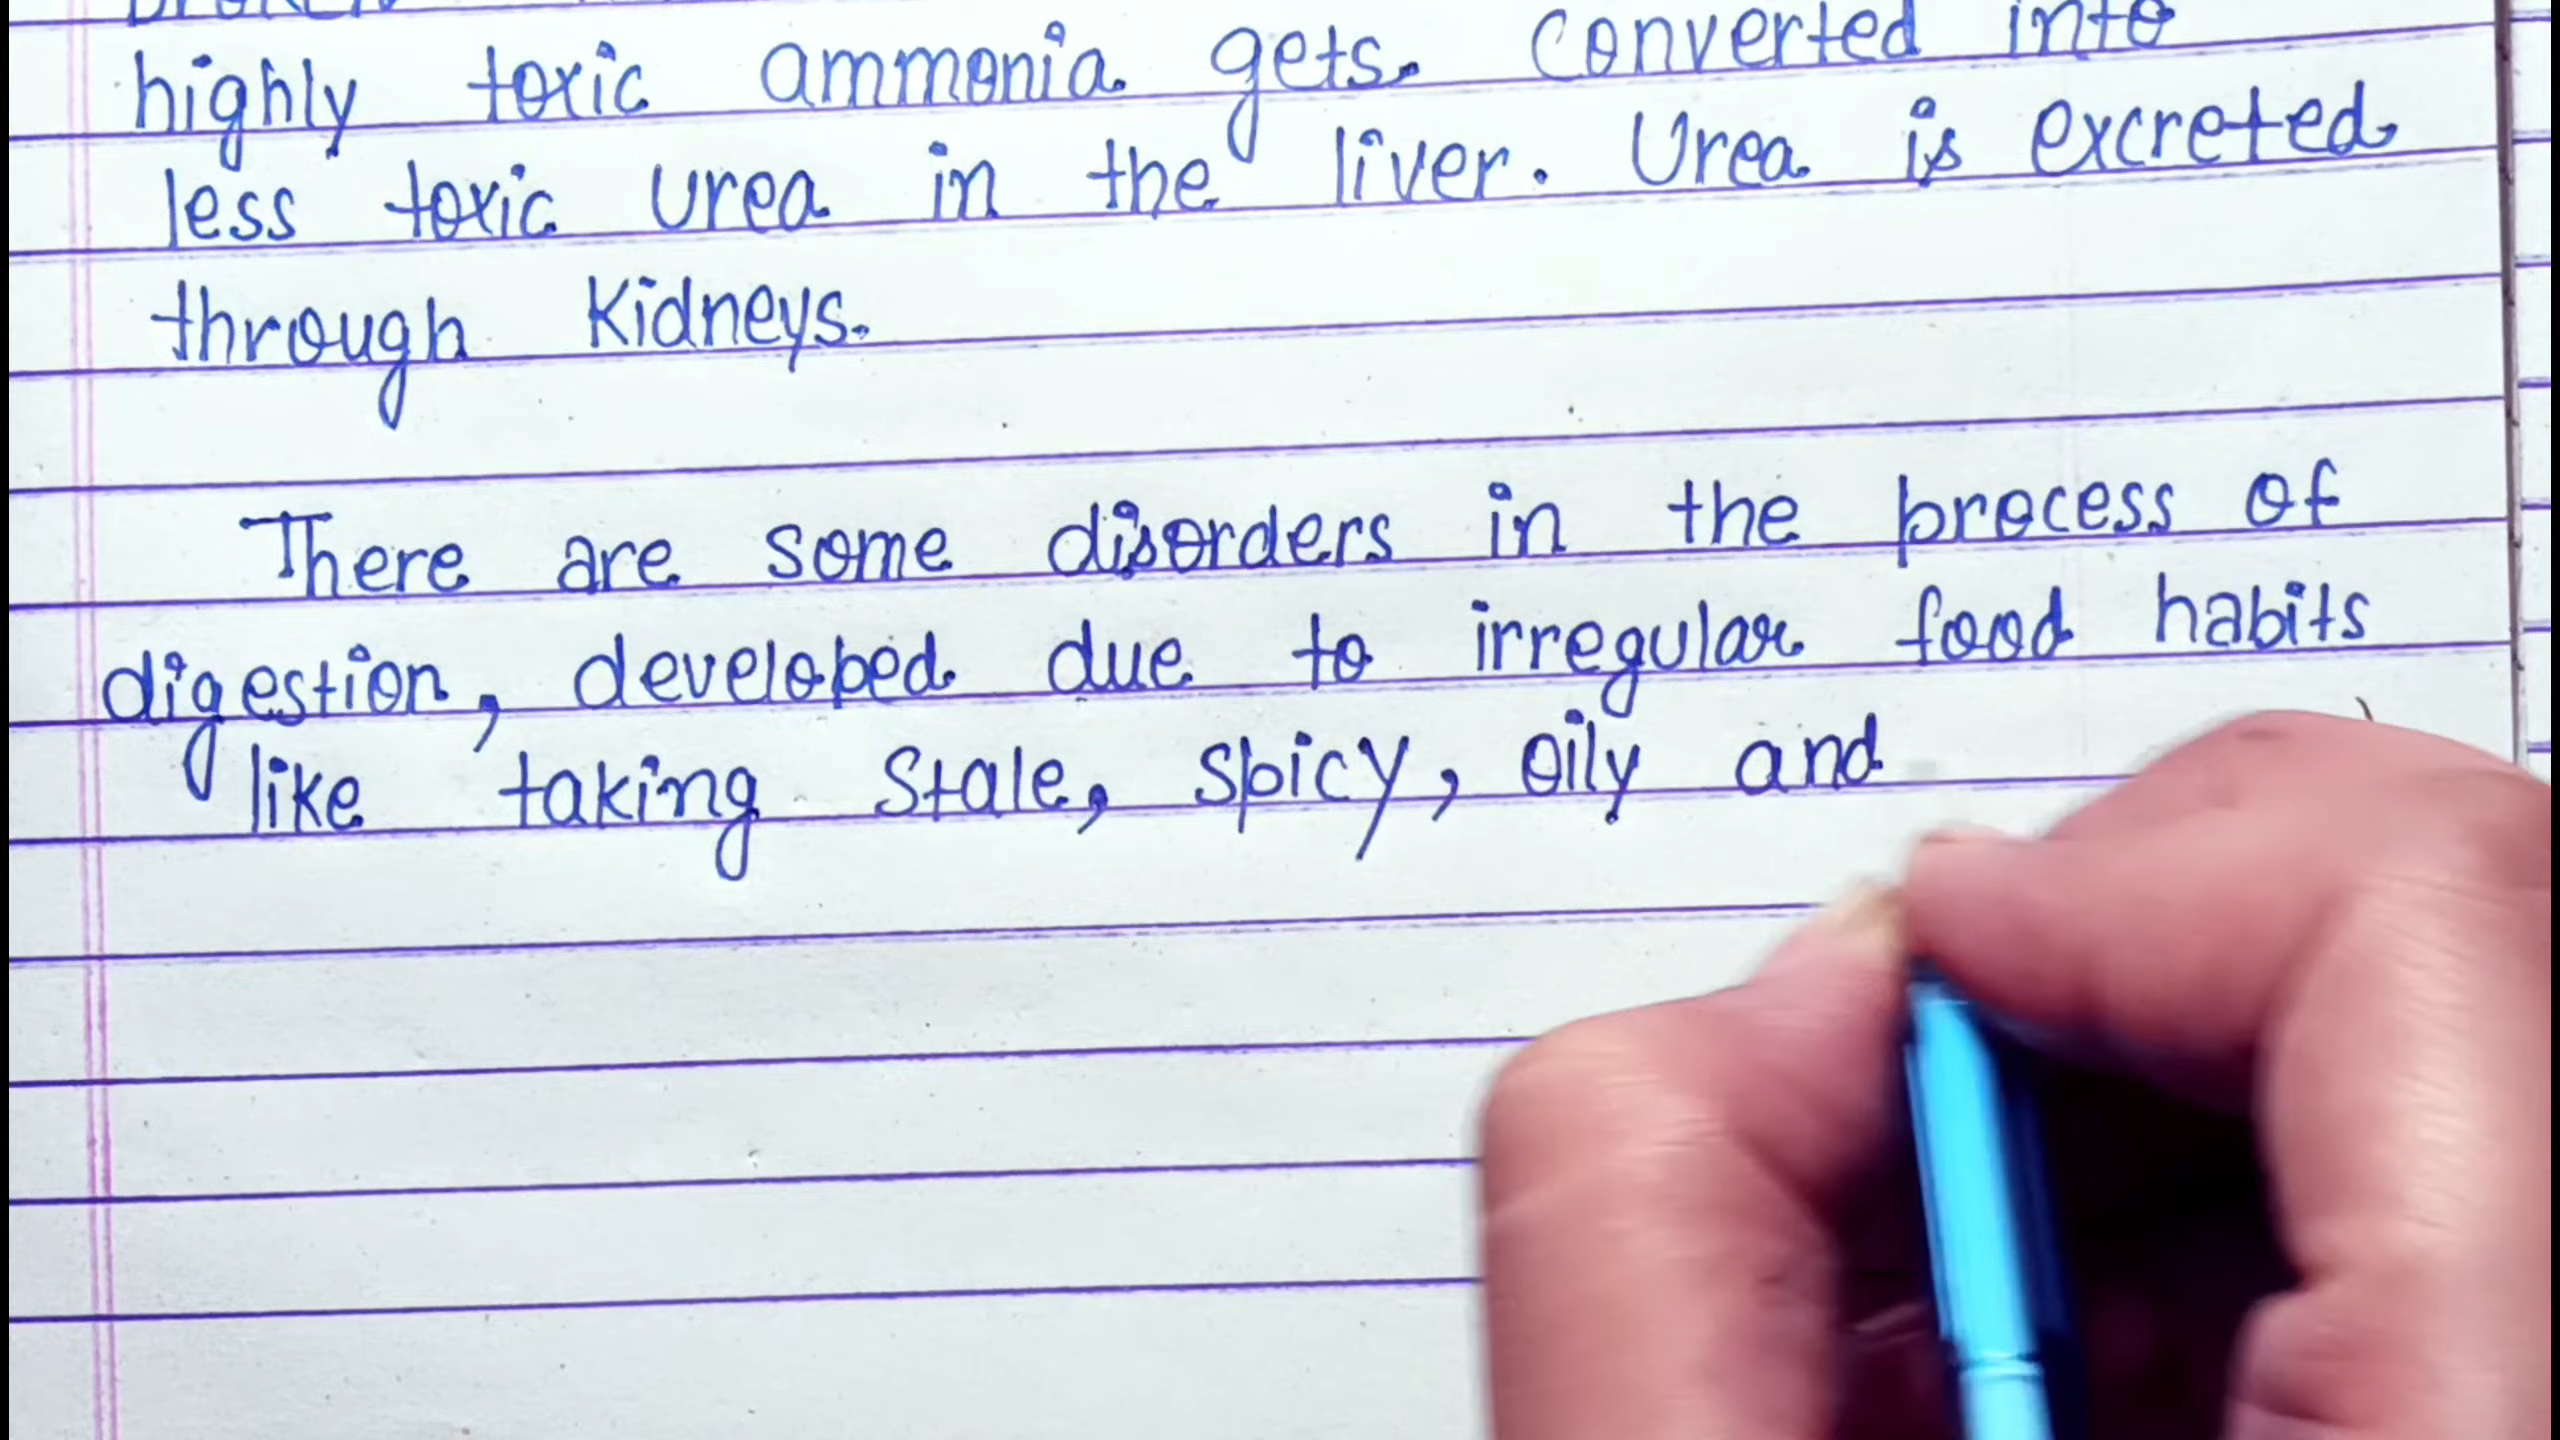 highly toxic ammonia gets converted into
less toxic urea in the liver. Urea is excreted
through kidneys.
There are some disorders in the process of
digestion, developed due to irregular food habits
like taking stale, spicy, oily and